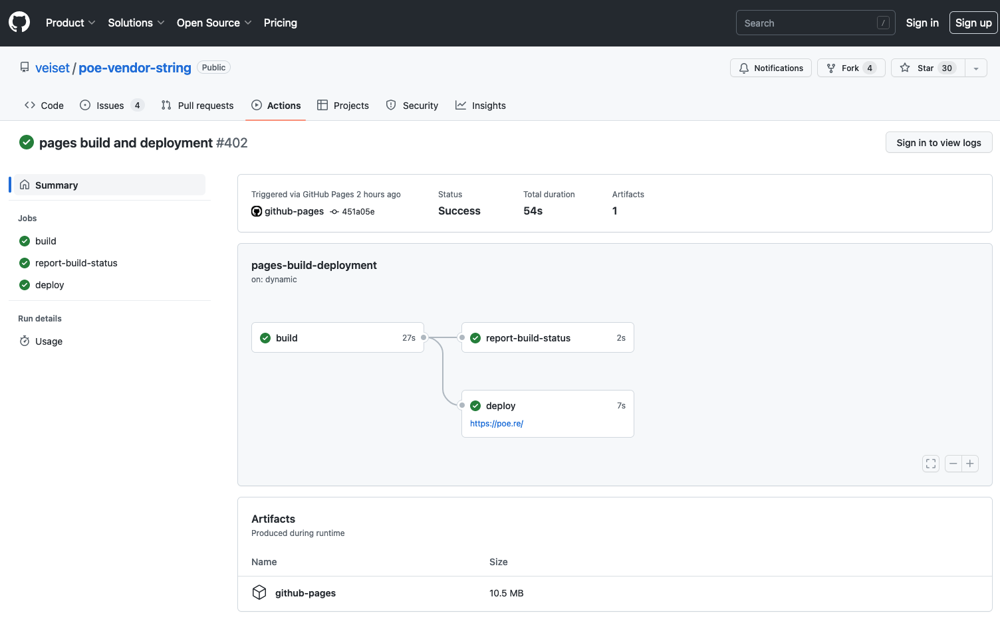 Product Solutions Open Source Pricing Search / Sign in Sign up
veiset / poe-vendor-string Public Notifications Fork 4 Star 30
Code Issues 4 Pull requests Actions Projects Security Insights
pages build and deployment #402 Sign in to view logs
Summary
Jobs
build
report-build-status
deploy
Run details
Usage
Triggered via GitHub Pages 2 hours ago Status Total duration Artifacts
github-pages 451a05e Success 54s 1
pages-build-deployment
on: dynamic
build 27s report-build-status 2s
deploy 7s
https://poe.re/
Artifacts
Produced during runtime
Name Size
github-pages 10.5 MB